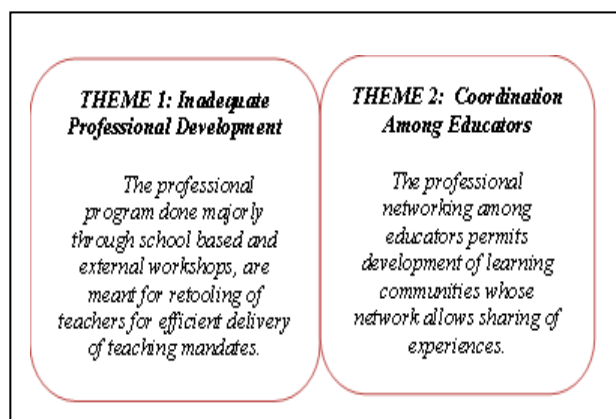 THEME 1: Inadequate
Professional Development
The professional
program done majorly
through school based and
external workshops, are
meant for retooling of
teachers for efficient delivery
of teaching mandates.
THEME 2: Coordination
Among Educators
The professional
networking among
educators permits
development of learning
communities whose
network allows sharing of
experiences.